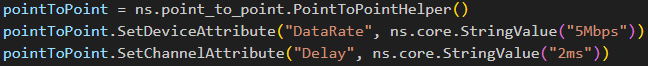 pointToPoint = ns.point_to_point.PointToPointHelper()
pointToPoint.SetDeviceAttribute("DataRate", ns.core.StringValue("5Mbps"))
pointToPoint.SetChannelAttribute("Delay", ns.core.StringValue("2ms"))